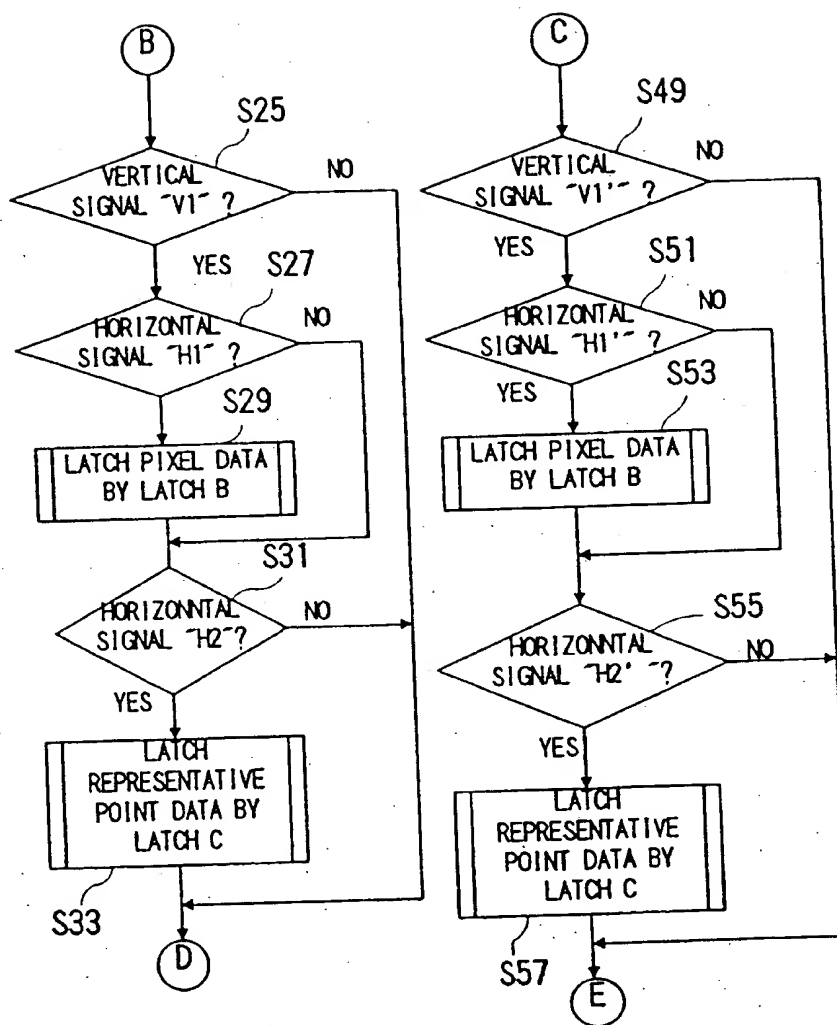 B
S25
VERTICAL
SIGNAL "V1" ?
NO
YES
S27
HORIZONTAL
SIGNAL "H1" ?
NO
S29
LATCH PIXEL DATA
BY LATCH B
S31
HORIZONNTAL
SIGNAL "H2"?
NO
YES
LATCH
REPRESENTATIVE
POINT DATA BY
LATCH C
S33
D
C
S49
VERTICAL
SIGNAL "V1'" ?
NO
YES
S51
HORIZONTAL
SIGNAL "H1'" ?
NO
YES
S53
LATCH PIXEL DATA
BY LATCH B
S55
HORIZONNTAL
SIGNAL "H2' "?
NO
YES
LATCH
REPRESENTATIVE
POINT DATA BY
LATCH C
S57
E